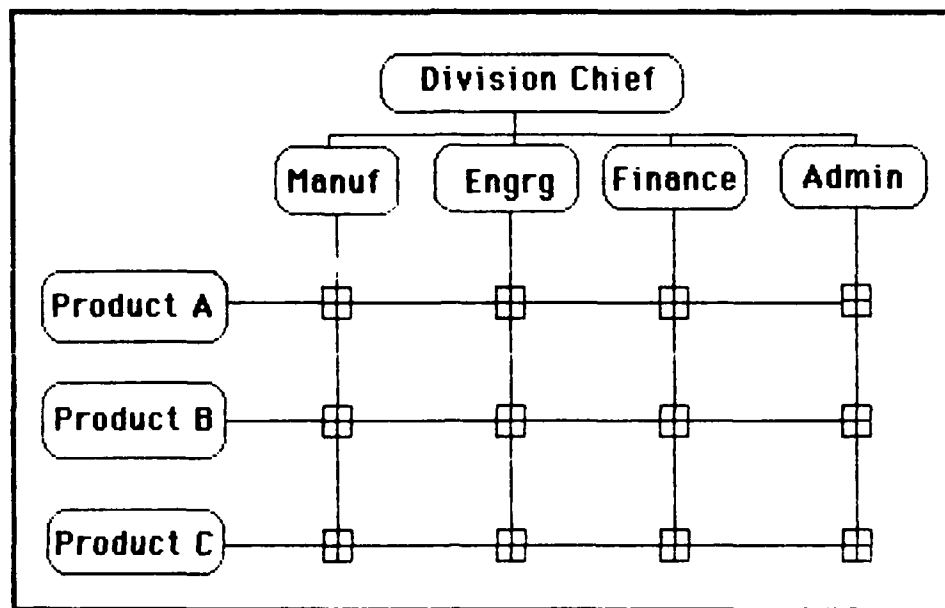 Division Chief
Manuf
Engrg
Finance
Admin
Product A
Product B
Product C